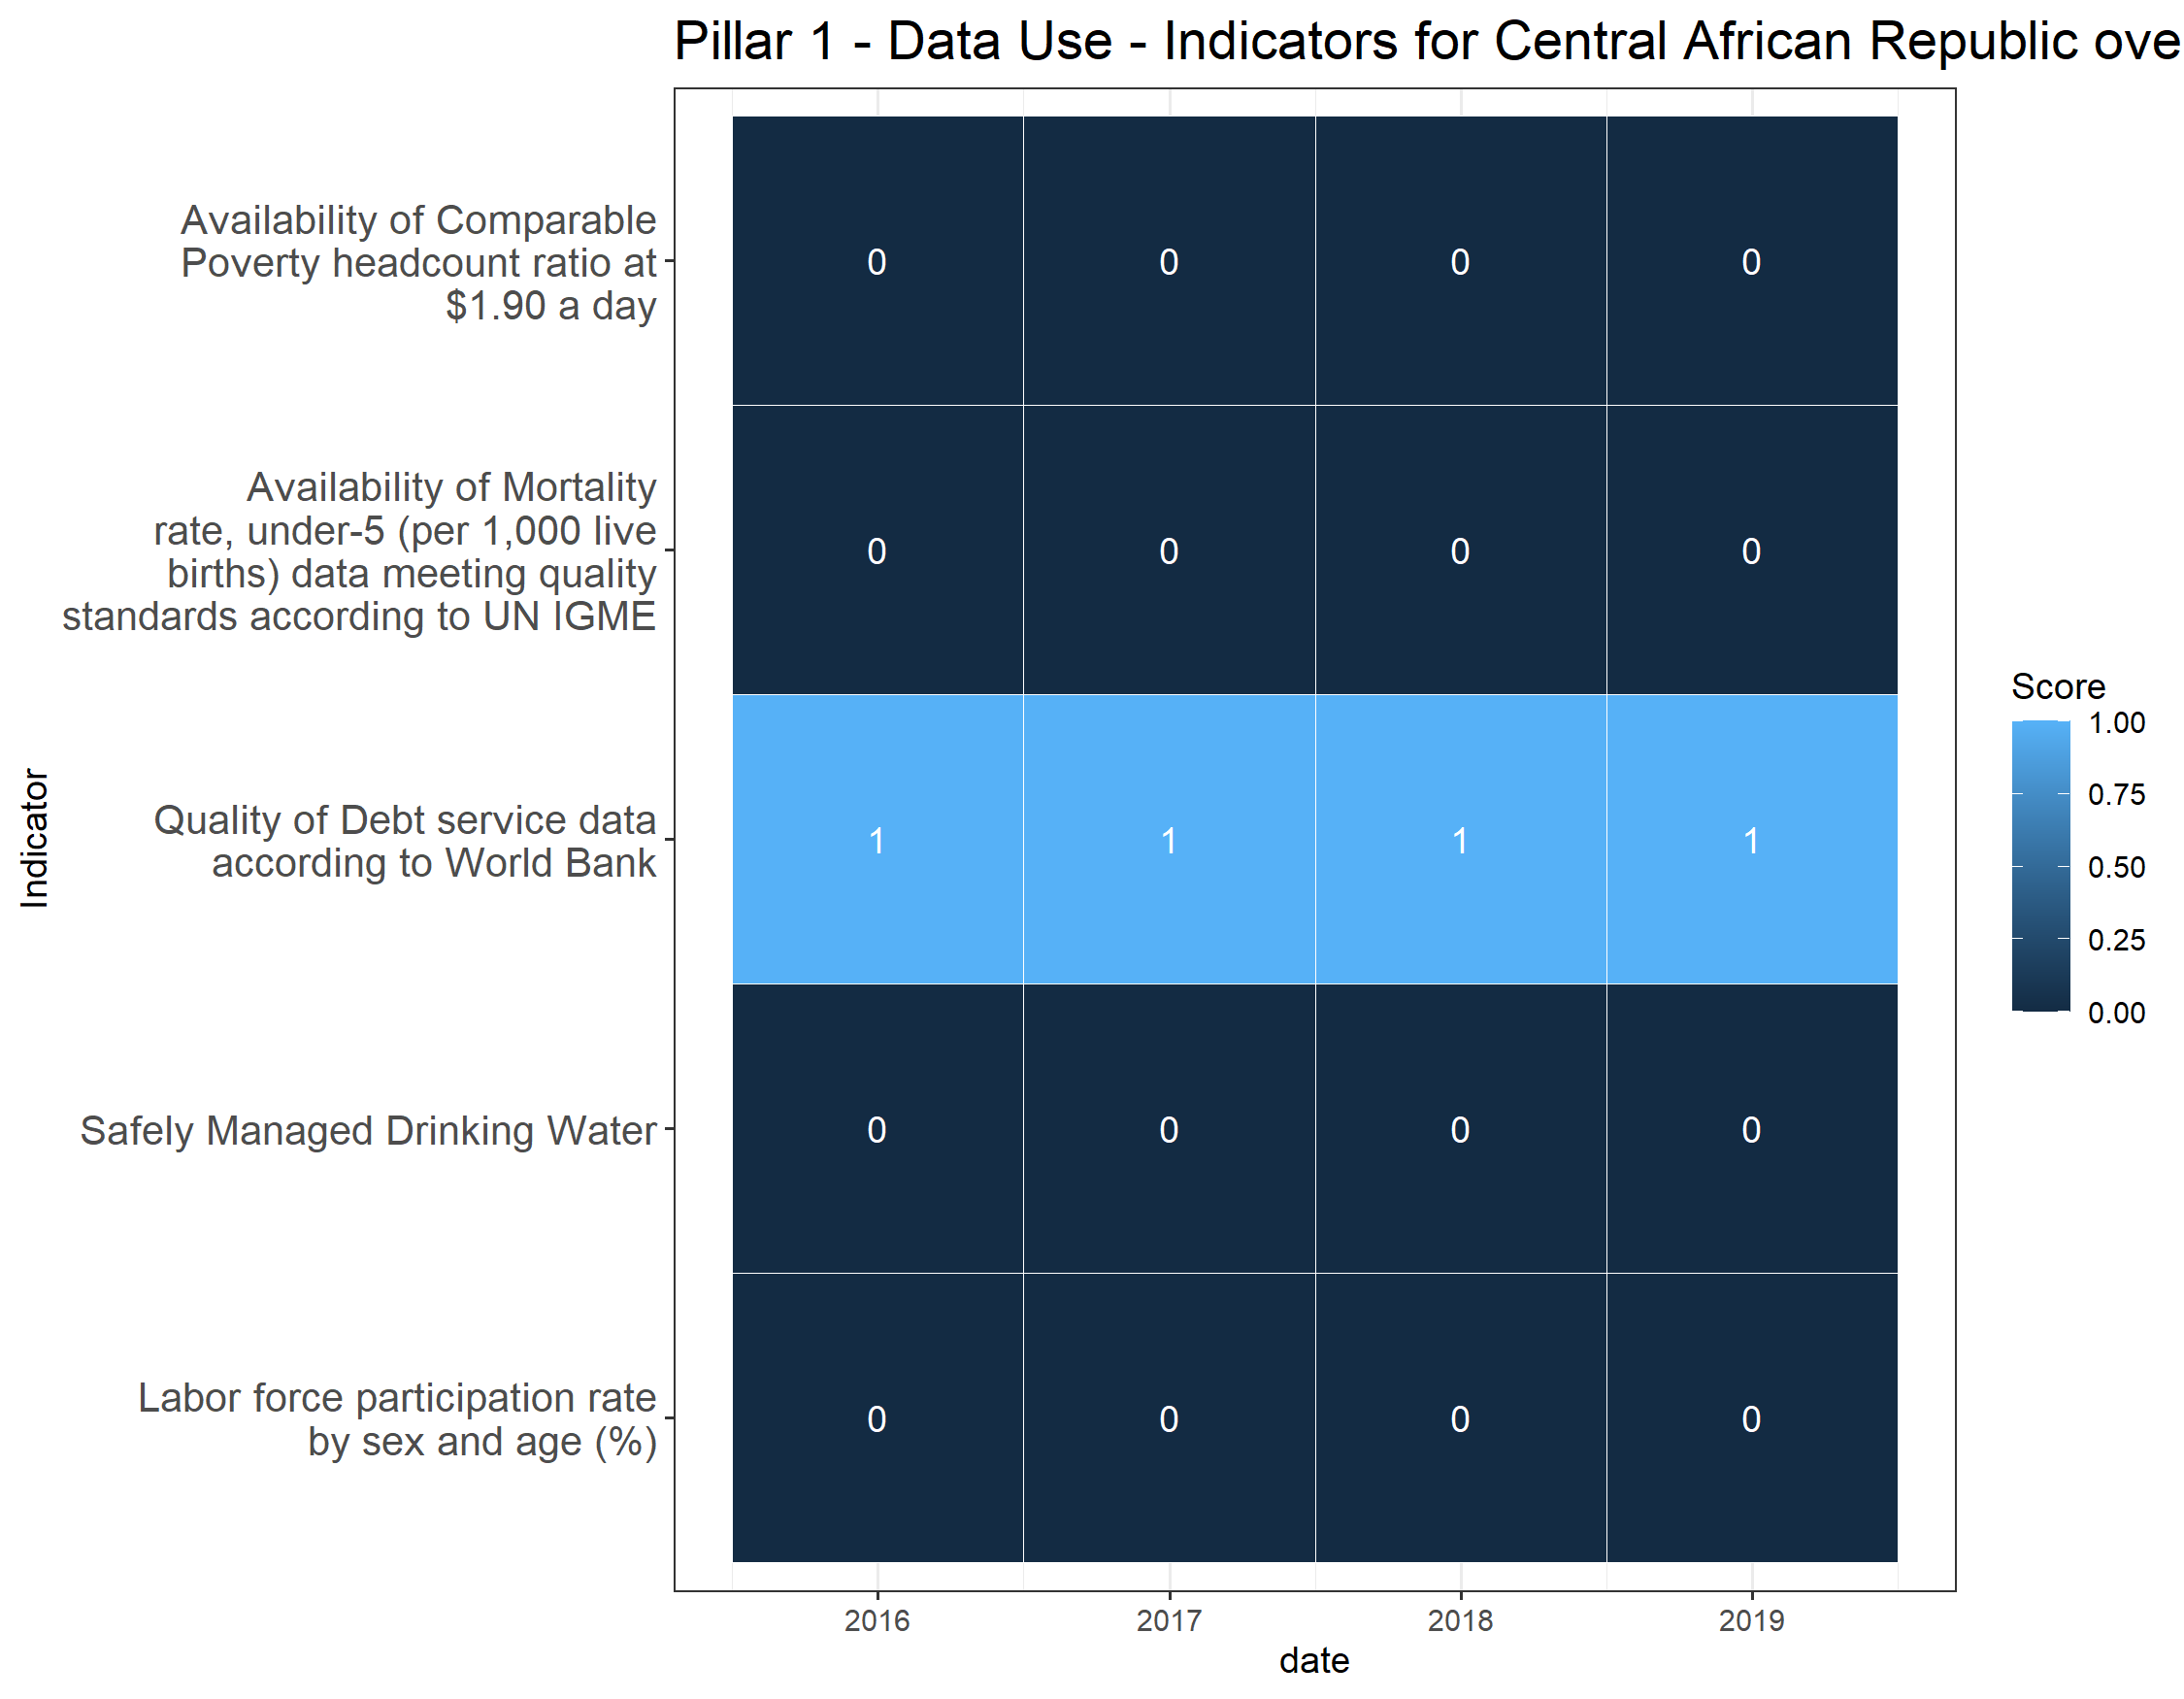 Pillar 1 - Data Use - Indicators for Central African Republic ove
Availability of Comparable
Poverty headcount ratio at
$1.90 a day
0 0 0 0
Availability of Mortality
rate, under-5 (per 1,000 live
births) data meeting quality
standards according to UN IGME
0 0 0 0
Indicator
Quality of Debt service data
according to World Bank
1 1 1 1
Safely Managed Drinking Water
0 0 0 0
Labor force participation rate
by sex and age (%)
0 0 0 0
2016 2017 2018 2019
date
Score
1.00
0.75
0.50
0.25
0.00